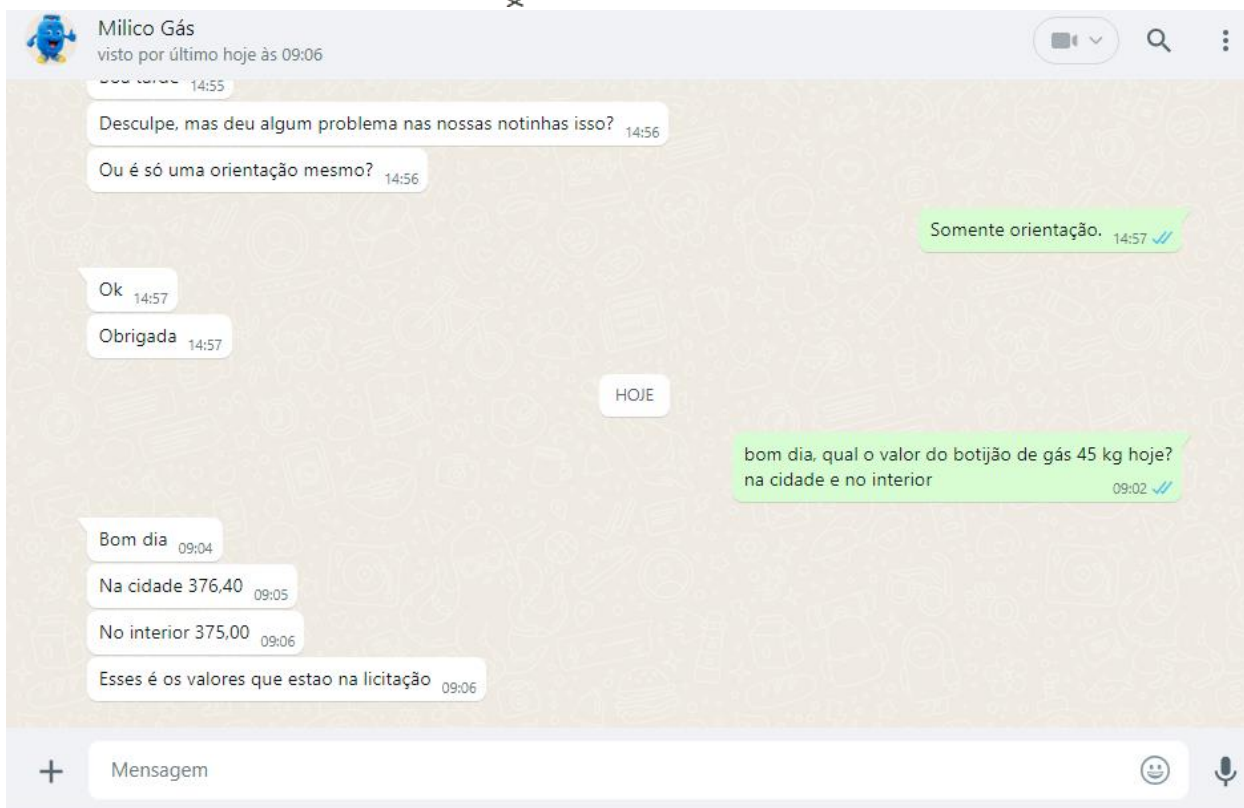 Milico Gás
visto por último hoje às 09:06
14:55
Desculpe, mas deu algum problema nas nossas notinhas isso? 14:56
Ou é só uma orientação mesmo? 14:56
Somente orientação. 14:57
Ok 14:57
Obrigada 14:57
HOJE
bom dia, qual o valor do botijão de gás 45 kg hoje?
na cidade e no interior 09:02
Bom dia 09:04
Na cidade 376,40 09:05
No interior 375,00 09:06
Esses é os valores que estao na licitação 09:06
Mensagem